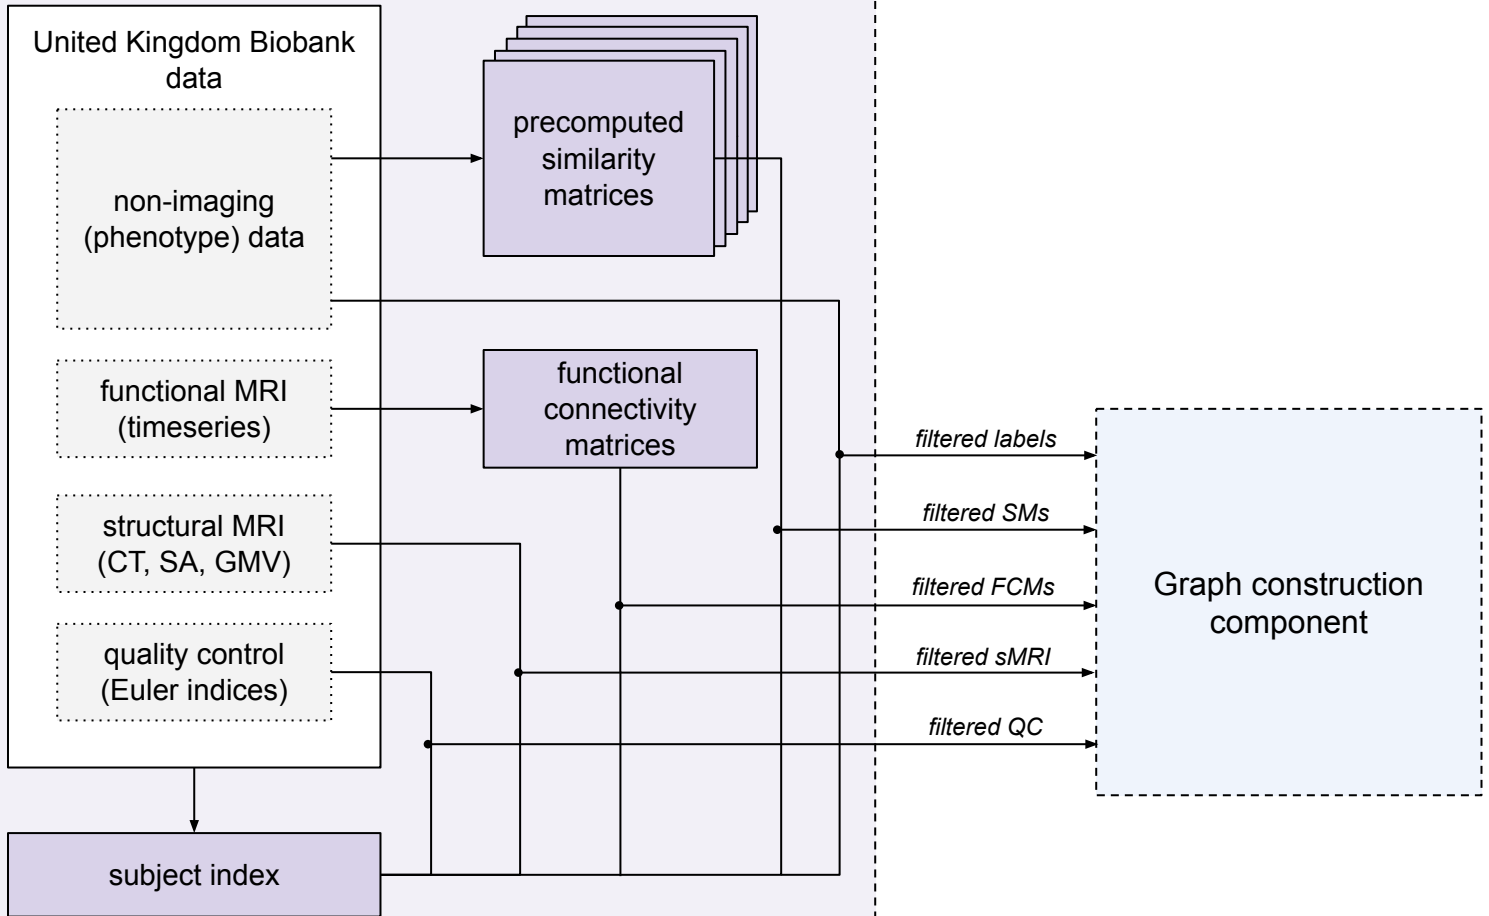 United Kingdom Biobank
data
non-imaging
(phenotype) data
functional MRI
(timeseries)
structural MRI
(CT, SA, GMV)
quality control
(Euler indices)
subject index
precomputed
similarity
matrices
functional
connectivity
matrices
filtered labels
filtered SMs
filtered FCMs
filtered sMRI
filtered QC
Graph construction
component